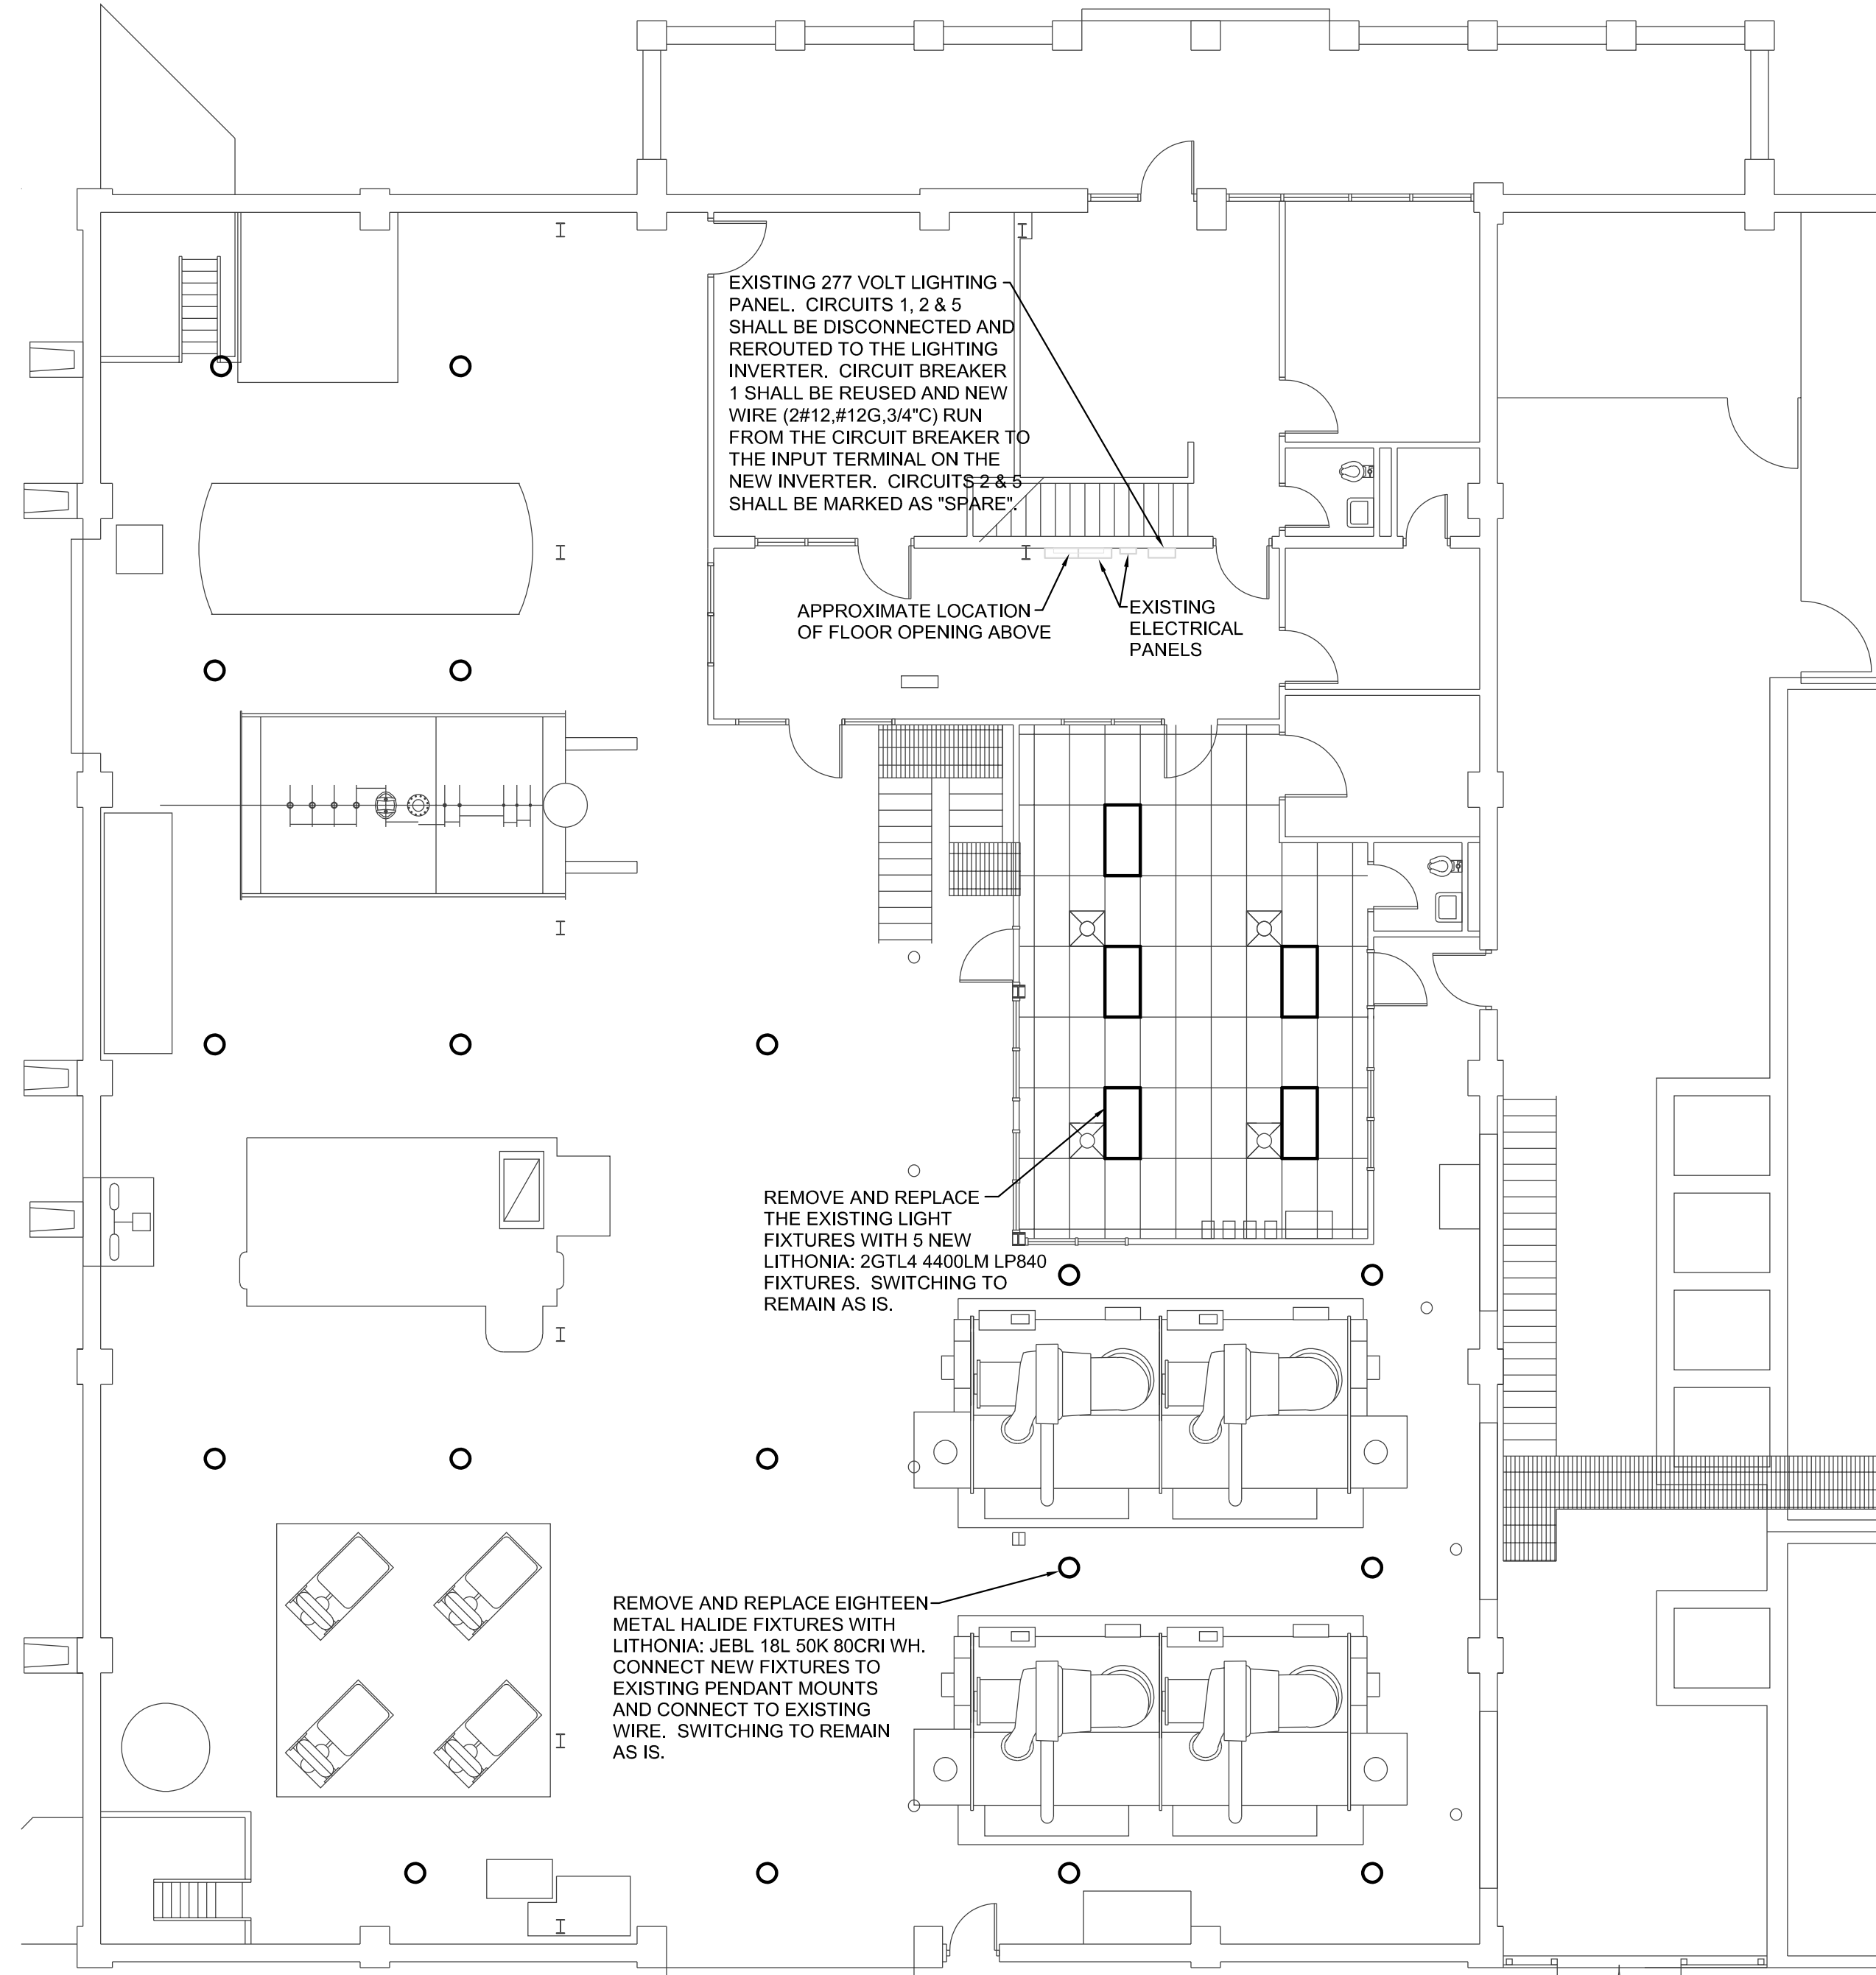 EXISTING 277 VOLT LIGHTING
PANEL. CIRCUITS 1, 2 & 5
SHALL BE DISCONNECTED AND
REROUTED TO THE LIGHTING
INVERTER. CIRCUIT BREAKER
1 SHALL BE REUSED AND NEW
WIRE (2#12,#12G,3/4"C) RUN
FROM THE CIRCUIT BREAKER TO
THE INPUT TERMINAL ON THE
NEW INVERTER. CIRCUITS 2 & 5
SHALL BE MARKED AS "SPARE".
APPROXIMATE LOCATION
OF FLOOR OPENING ABOVE
EXISTING
ELECTRICAL
PANELS
REMOVE AND REPLACE
THE EXISTING LIGHT
FIXTURES WITH 5 NEW
LITHONIA: 2GTL4 4400LM LP840
FIXTURES. SWITCHING TO
REMAIN AS IS.
REMOVE AND REPLACE EIGHTEEN
METAL HALIDE FIXTURES WITH
LITHONIA: JEBL 18L 50K 80CRI WH.
CONNECT NEW FIXTURES TO
EXISTING PENDANT MOUNTS
AND CONNECT TO EXISTING
WIRE. SWITCHING TO REMAIN
AS IS.